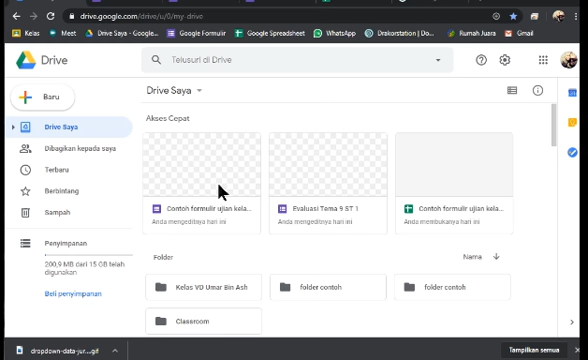 drive.google.com/drive/u/0/my-drive
Kelas Meet Drive Saya - Google... Google Formulir Google Spreadsheet WhatsApp Drakorstation | Do... Rumah Juara Gmail
Drive
Telusuri di Drive
Baru
Drive Saya
Drive Saya
Dibagikan kepada saya
Terbaru
Berbintang
Sampah
Penyimpanan
200,9 MB dari 15 GB telah
digunakan
Beli penyimpanan
Akses Cepat
Contoh formulir ujian kela...
Anda mengeditnya hari ini
Evaluasi Tema 9 ST 1
Anda mengeditnya hari ini
Contoh formulir ujian kela...
Anda membukanya hari ini
Folder
Nama
Kelas VD Umar Bin Ash
folder contoh
folder contoh
Classroom
dropdown-data-jur....gif
Tampilkan semua